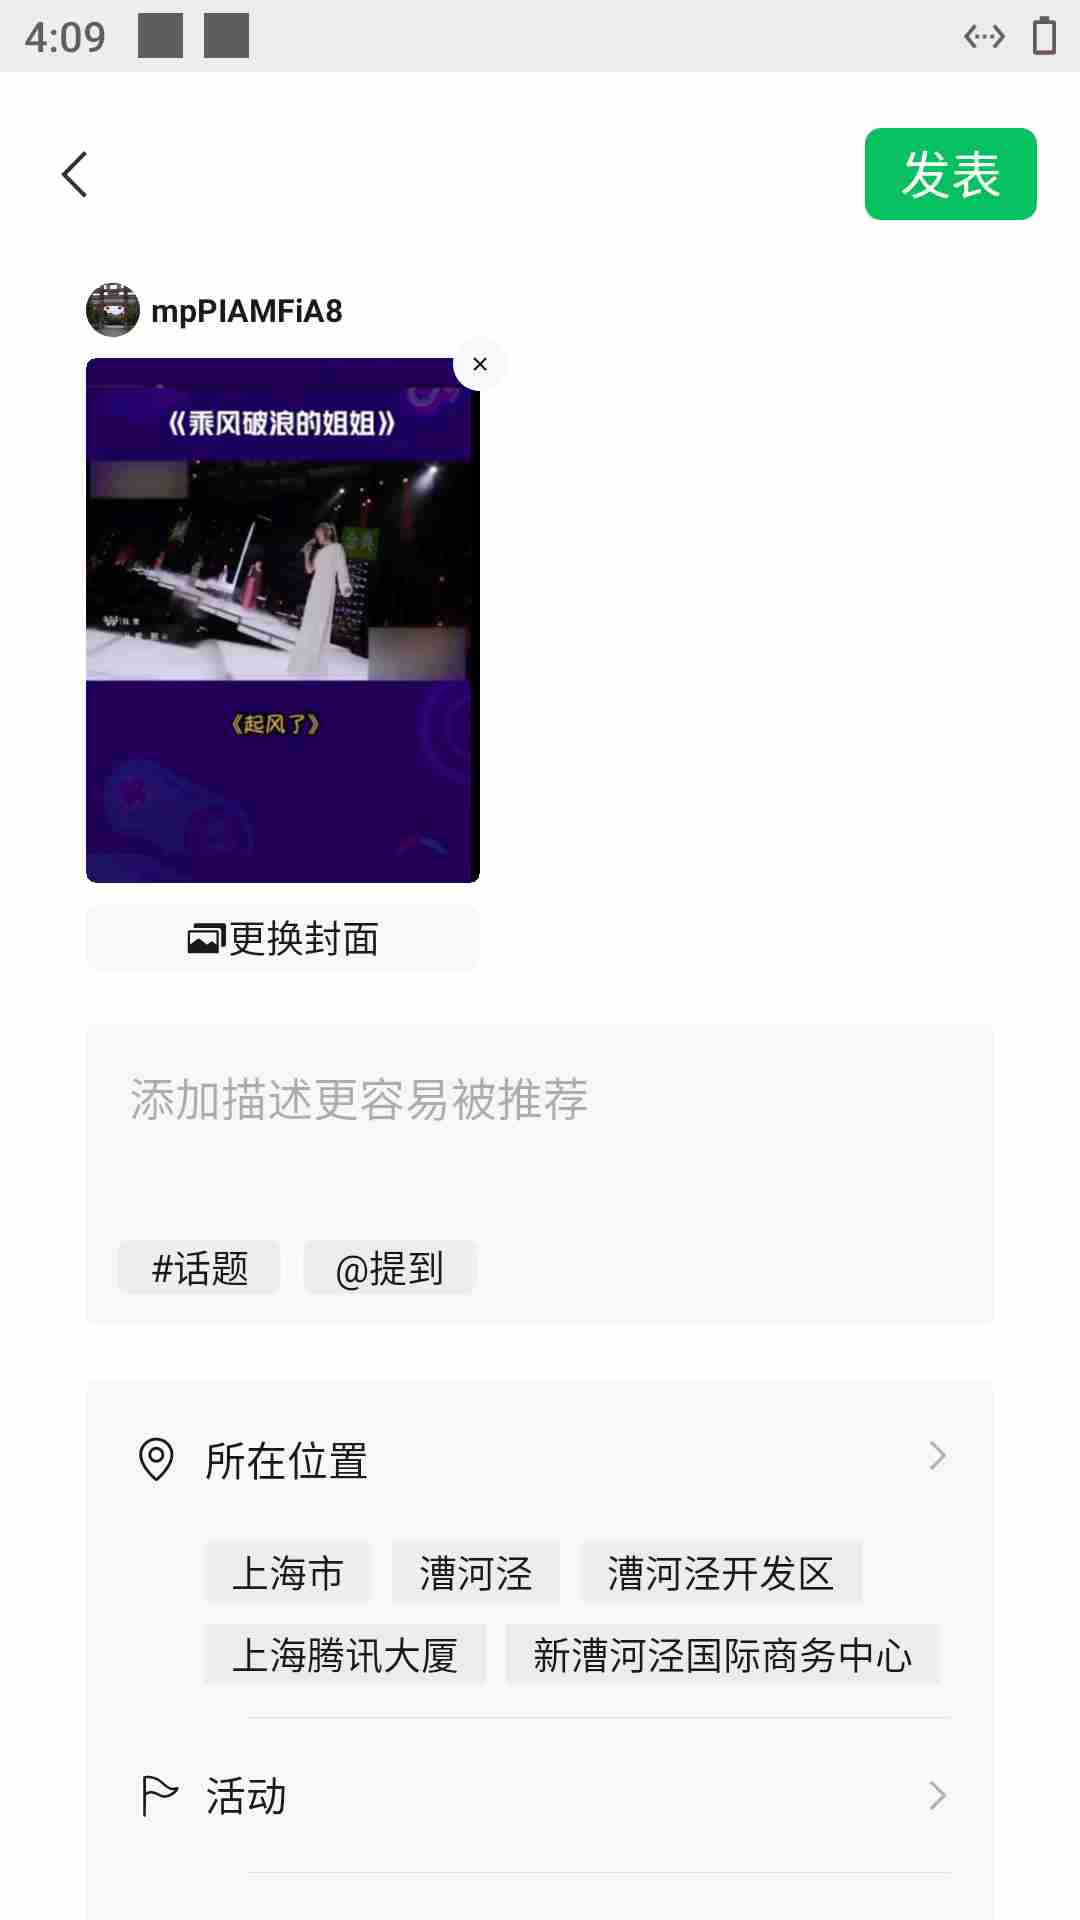 4:09
发表
mpPIAMFiA8
《乘风破浪的姐姐》
《起风了》
更换封面
添加描述更容易被推荐
#话题 @提到
所在位置
上海市 漕河泾 漕河泾开发区
上海腾讯大厦 新漕河泾国际商务中心
活动